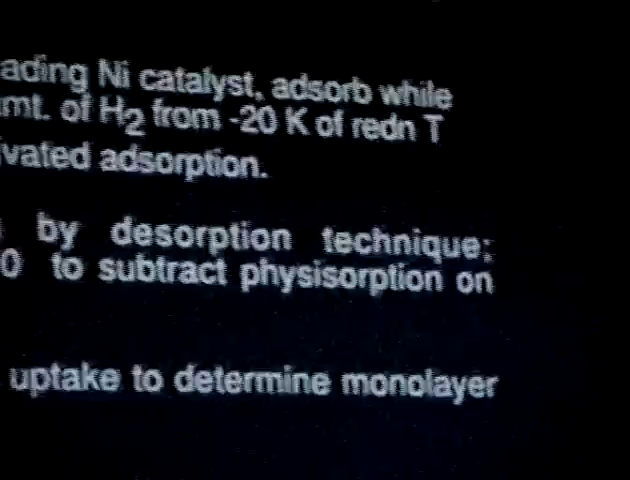 ading Ni catalyst, adsorb while
mt. of H2 from -20 K of redn T
vated adsorption.
by desorption technique:
0 to subtract physisorption on
uptake to determine monolayer